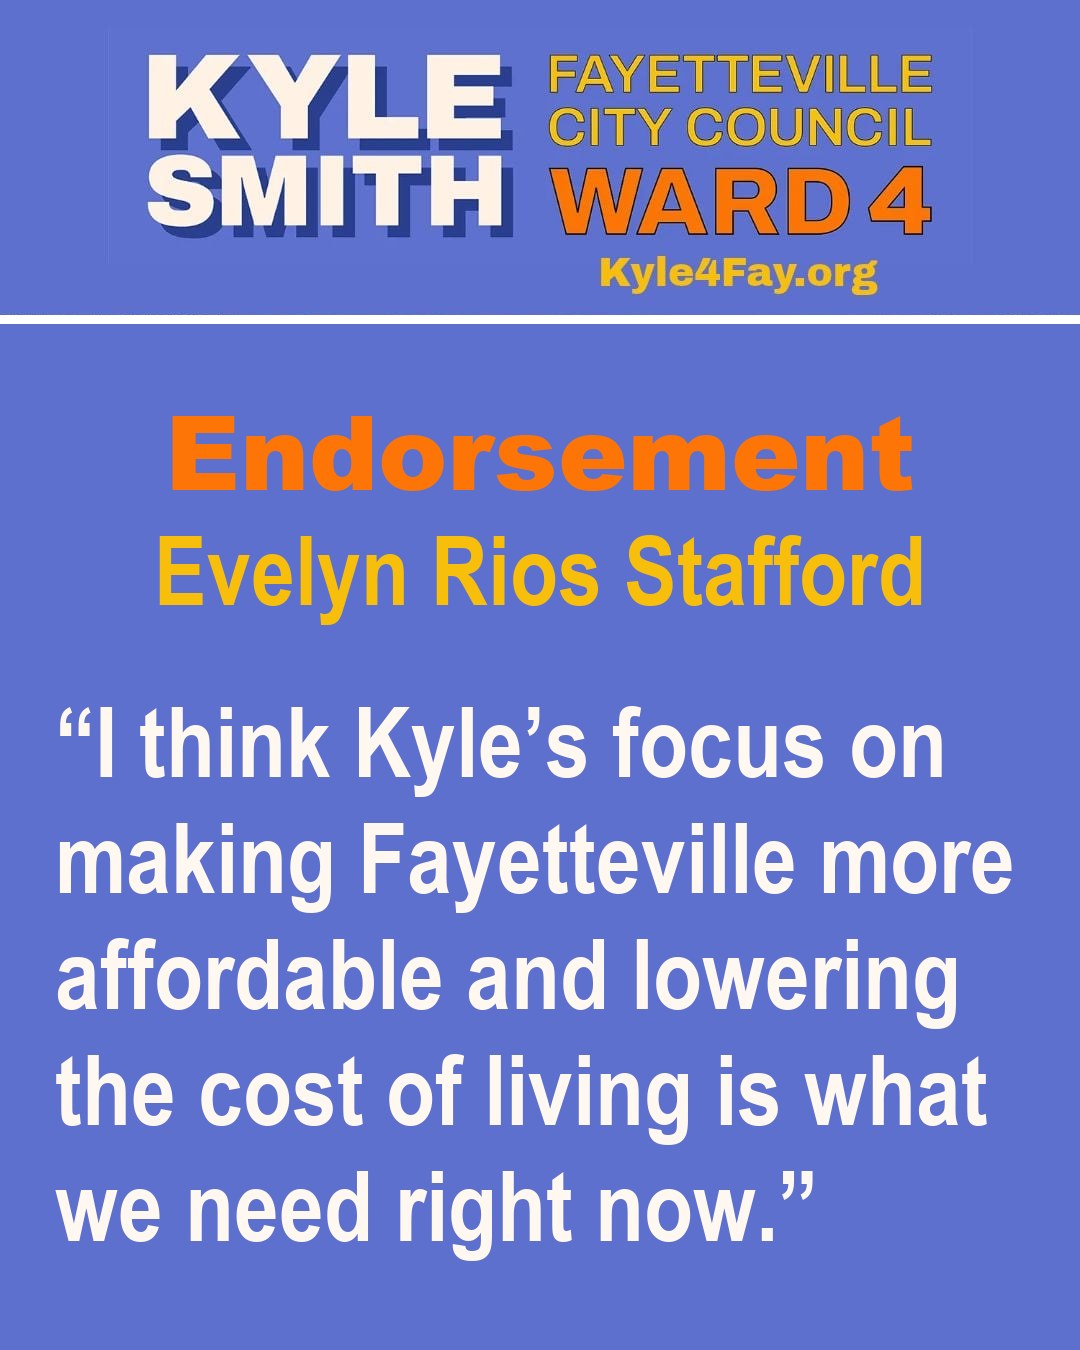 KYLE
SMITH
FAYETTEVILLE
CITY COUNCIL
WARD 4
Kyle4Fay.org
Endorsement
Evelyn Rios Stafford
“I think Kyle’s focus on
making Fayetteville more
affordable and lowering
the cost of living is what
we need right now.”